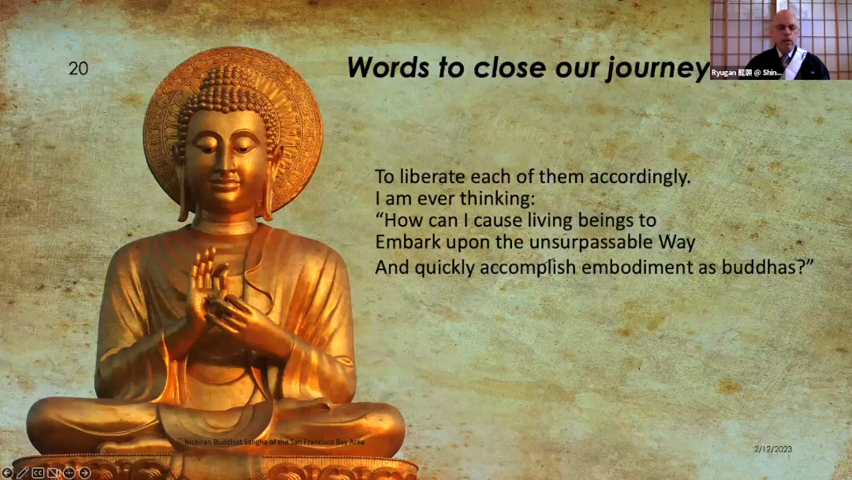 20
Words to close our journey
Ryugan 龍顔 @ Shin...
To liberate each of them accordingly.
I am ever thinking:
“How can I cause living beings to
Embark upon the unsurpassable Way
And quickly accomplish embodiment as buddhas?”
Nichiren Buddhist Sangha of the San Francisco Bay Area
2/12/2023